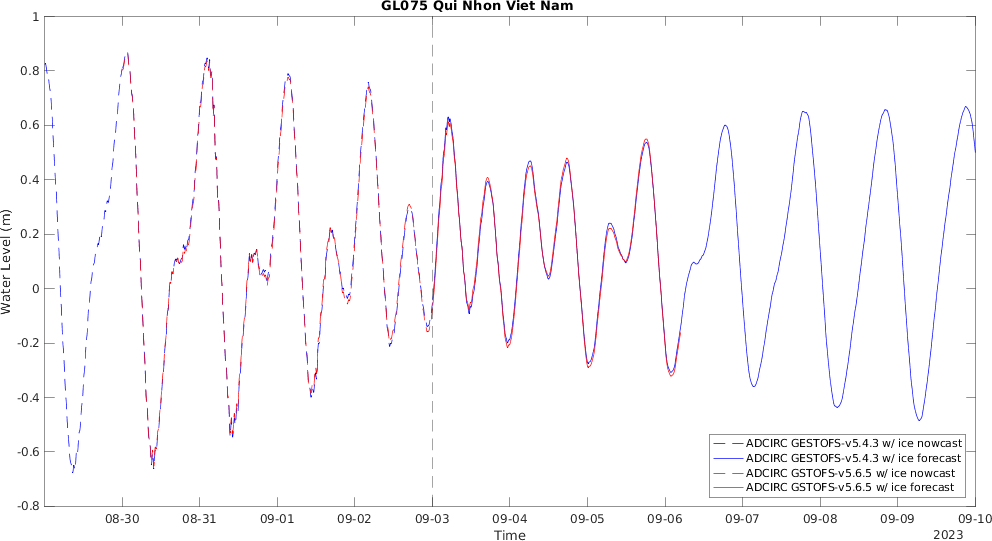 GL075 Qui Nhon Viet Nam
Water Level (m)
1
0.8
0.6
0.4
0.2
0
-0.2
-0.4
-0.6
-0.8
ADCIRC GESTOFS-v5.4.3 w/ ice nowcast
ADCIRC GESTOFS-v5.4.3 w/ ice forecast
ADCIRC GSTOFS-v5.6.5 w/ ice nowcast
ADCIRC GSTOFS-v5.6.5 w/ ice forecast
08-30 08-31 09-01 09-02 09-03 09-04 09-05 09-06 09-07 09-08 09-09 09-10
Time
2023